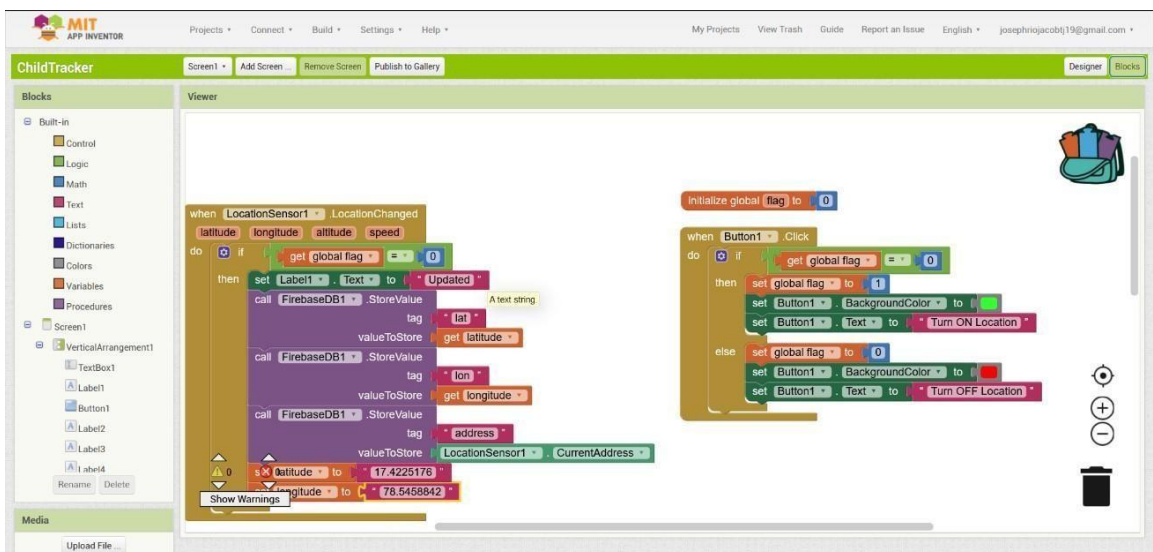 MIT
APP INVENTOR
Projects Connect Build Settings Help My Projects View Trash Guide Report an Issue English josephriojacobtj19@gmail.com
ChildTracker Screen1 Add Screen ... Remove Screen Publish to Gallery Designer Blocks
Blocks
Built-in
Control
Logic
Math
Text
Lists
Dictionaries
Colors
Variables
Procedures
Screen1
VerticalArrangement1
TextBox1
Label1
Button1
Label2
Label3
Label4
Rename Delete
Media
Upload File ...
Viewer
when LocationSensor1 .LocationChanged
latitude longitude altitude speed
do if get global flag = 0
then set Label1 . Text to " Updated "
A text string.
call FirebaseDB1 .StoreValue
tag " lat "
valueToStore get latitude
call FirebaseDB1 .StoreValue
tag " lon "
valueToStore get longitude
call FirebaseDB1 .StoreValue
tag " address "
valueToStore LocationSensor1 . CurrentAddress
0 0 to " 17.4225176 "
to " 78.5458842 "
Show Warnings
initialize global flag to 0
when Button1 .Click
do if get global flag = 0
then set global flag to 1
set Button1 . BackgroundColor to
set Button1 . Text to " Turn ON Location "
else set global flag to 0
set Button1 . BackgroundColor to
set Button1 . Text to " Turn OFF Location "